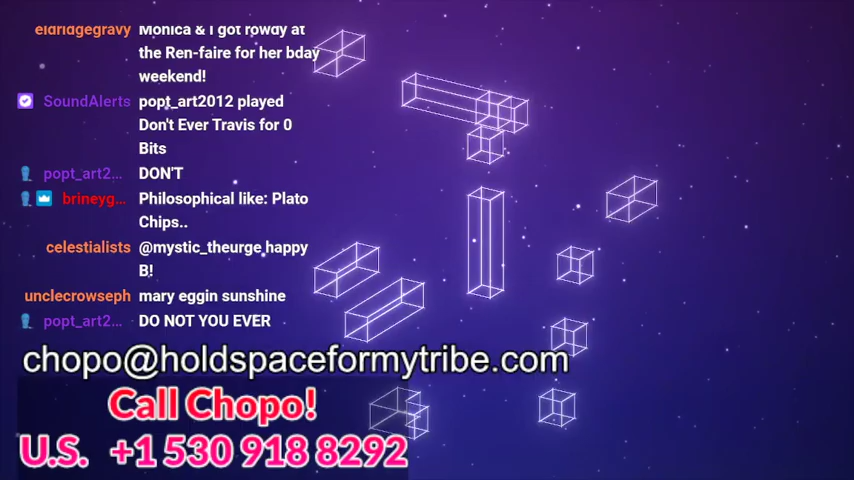 eldridgegravy Monica & I got rowdy at
the Ren-faire for her bday
weekend!
SoundAlerts popt_art2012 played
Don't Ever Travis for 0
Bits
popt_art2... DON'T
brineyg... Philosophical like: Plato
Chips..
celestialists @mystic_theurge happy
B!
unclecrowseph mary eggin sunshine
popt_art2... DO NOT YOU EVER
chopo@holdspaceformytribe.com
Call Chopo!
U.S. +1 530 918 8292